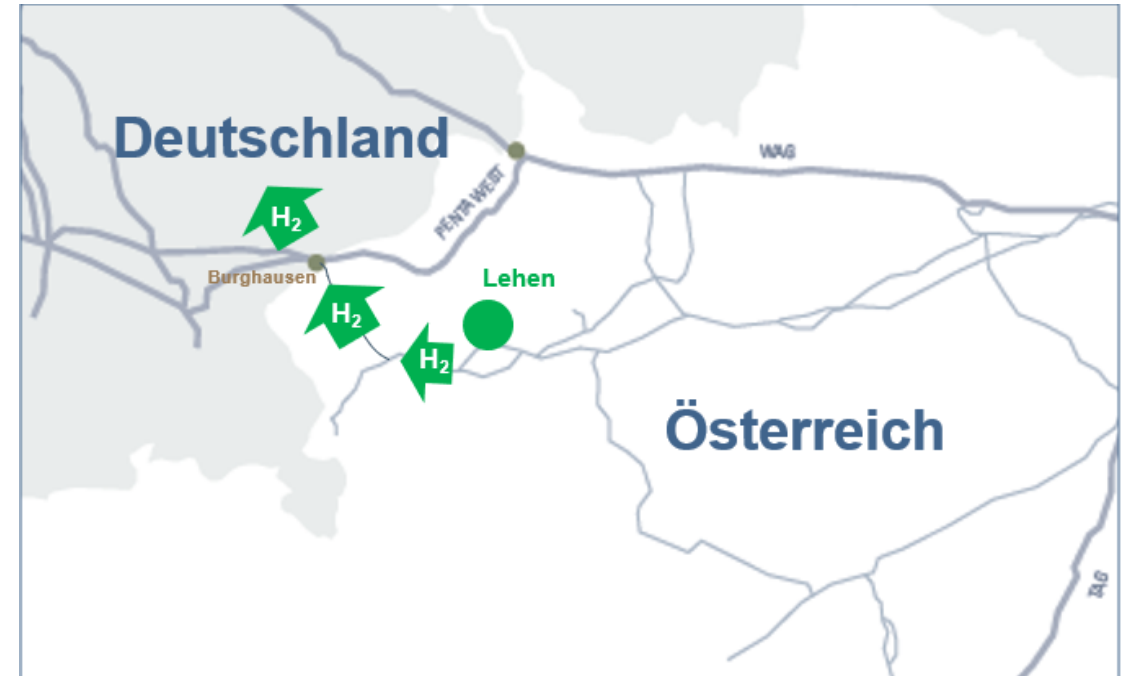 Deutschland
WAG
PENTA WEST
H₂
Burghausen
Lehen
H₂
H₂
Österreich
TAG